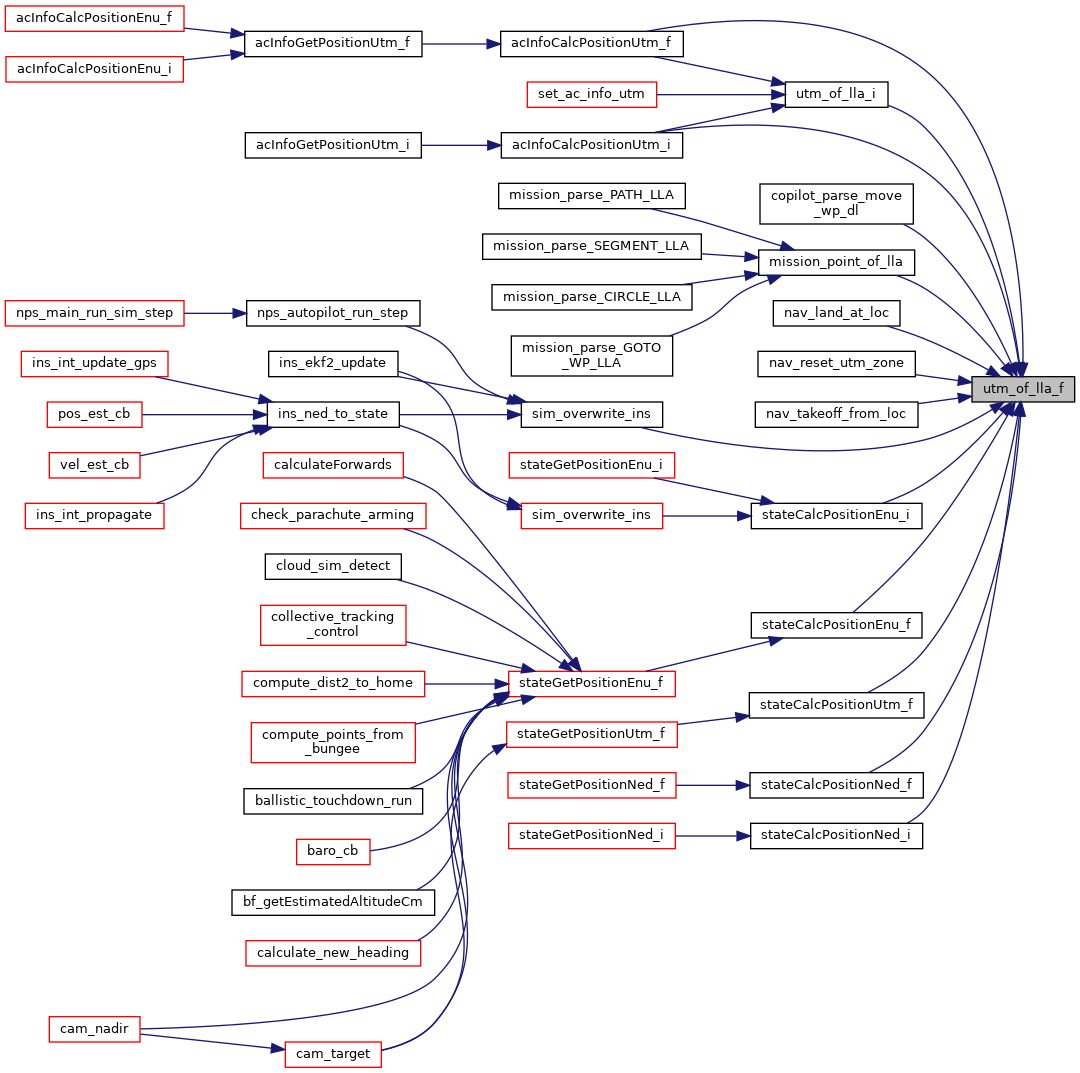 acInfoCalcPositionEnu_f
acInfoGetPositionUtm_f
acInfoCalcPositionUtm_f
acInfoCalcPositionEnu_i
set_ac_info_utm
utm_of_lla_i
acInfoGetPositionUtm_i
acInfoCalcPositionUtm_i
mission_parse_PATH_LLA
copilot_parse_move
_wp_dl
mission_parse_SEGMENT_LLA
mission_point_of_lla
mission_parse_CIRCLE_LLA
nps_main_run_sim_step
nps_autopilot_run_step
nav_land_at_loc
mission_parse_GOTO
_WP_LLA
ins_int_update_gps
ins_ekf2_update
nav_reset_utm_zone
utm_of_lla_f
pos_est_cb
ins_ned_to_state
sim_overwrite_ins
nav_takeoff_from_loc
vel_est_cb
calculateForwards
stateGetPositionEnu_i
ins_int_propagate
check_parachute_arming
sim_overwrite_ins
stateCalcPositionEnu_i
cloud_sim_detect
collective_tracking
_control
stateCalcPositionEnu_f
compute_dist2_to_home
stateGetPositionEnu_f
stateCalcPositionUtm_f
compute_points_from
_bungee
stateGetPositionUtm_f
stateGetPositionNed_f
stateCalcPositionNed_f
ballistic_touchdown_run
stateGetPositionNed_i
stateCalcPositionNed_i
baro_cb
bf_getEstimatedAltitudeCm
calculate_new_heading
cam_nadir
cam_target